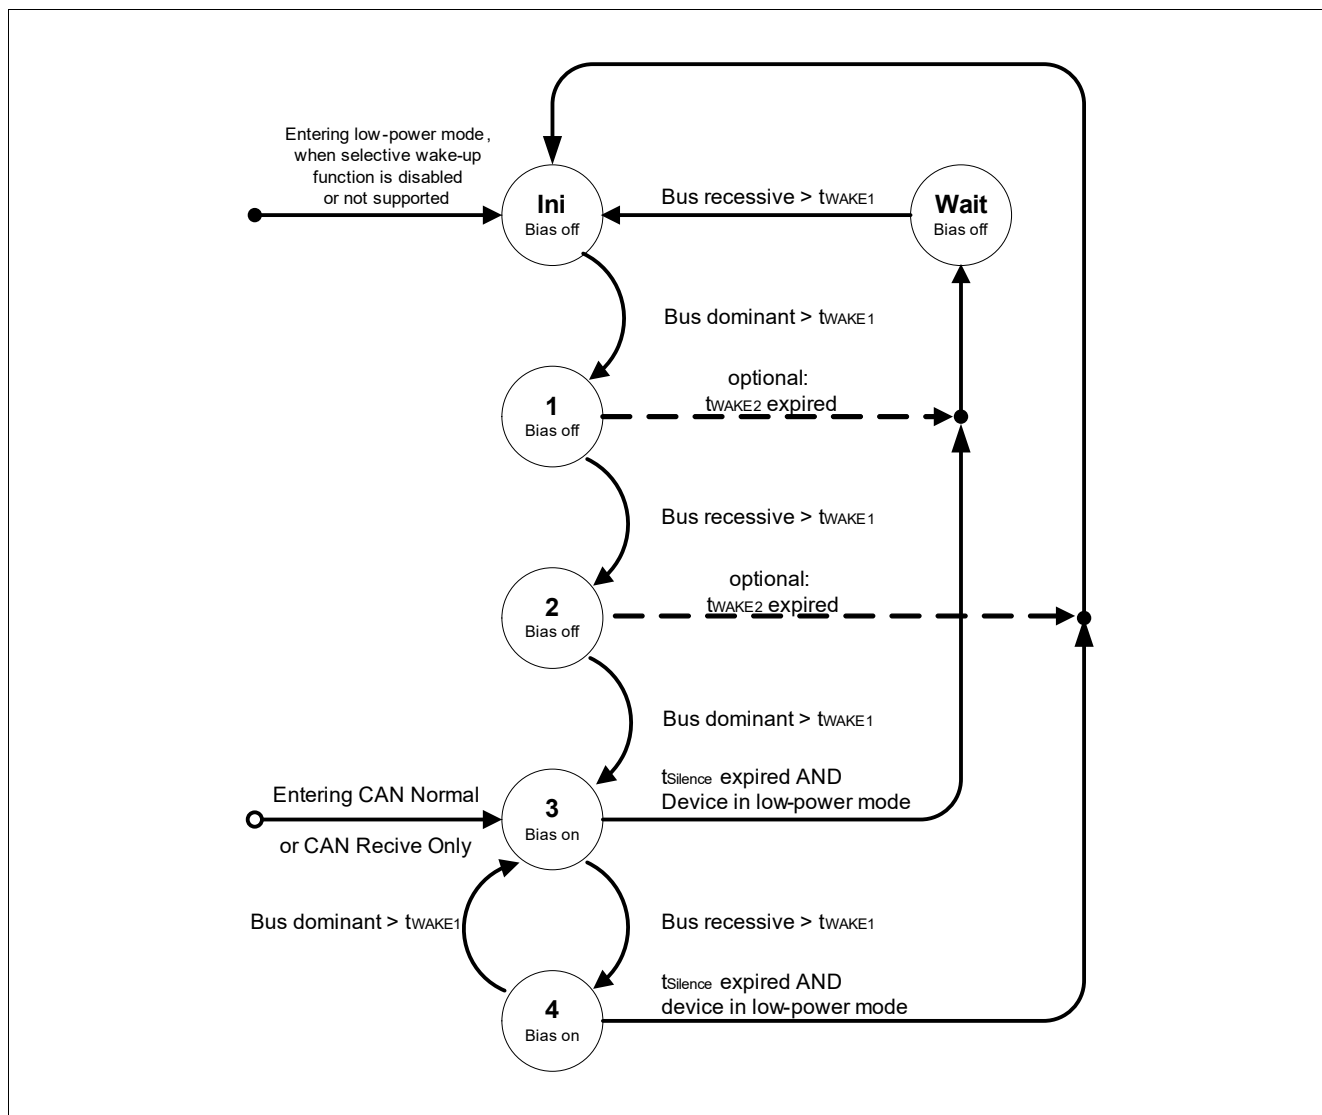 Entering low-power mode,
when selective wake-up
function is disabled
or not supported
Ini
Bias off
Bus recessive > tWAKE1
Wait
Bias off
Bus dominant > tWAKE1
1
Bias off
optional:
tWAKE2 expired
Bus recessive > tWAKE1
2
Bias off
optional:
tWAKE2 expired
Bus dominant > tWAKE1
Entering CAN Normal
or CAN Recive Only
3
Bias on
tSilence expired AND
Device in low-power mode
Bus dominant > tWAKE1
Bus recessive > tWAKE1
4
Bias on
tSilence expired AND
device in low-power mode